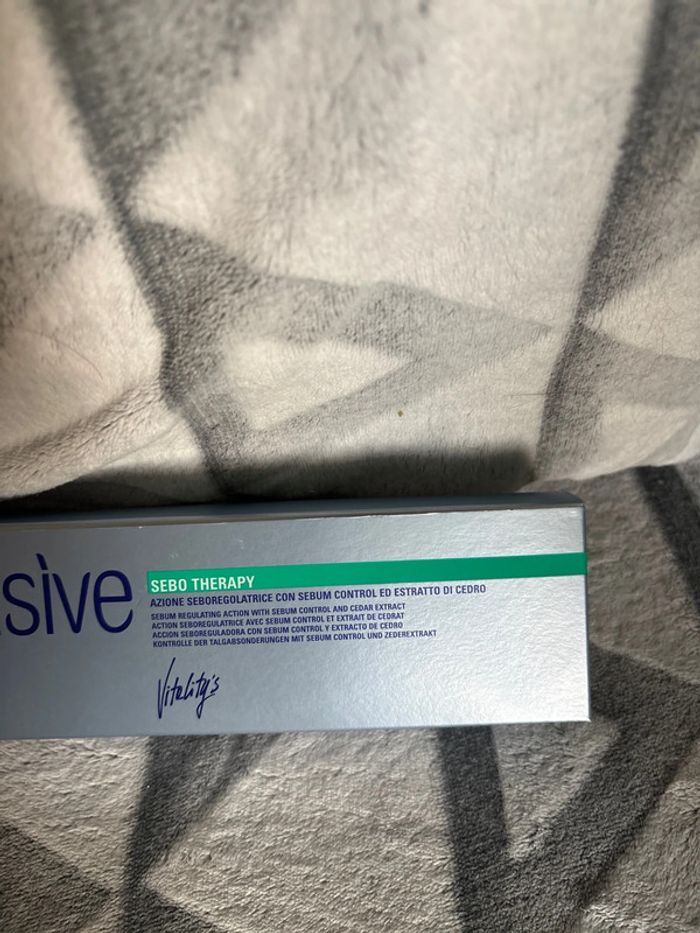 sive
SEBO THERAPY
AZIONE SEBOREGOLATRICE CON SEBUM CONTROL ED ESTRATTO DI CEDRO
SEBUM REGULATING ACTION WITH SEBUM CONTROL AND CEDAR EXTRACT
ACTION SEBOREGULATRICE AVEC SEBUM CONTROL ET EXTRAIT DE CEDRAT
ACCION SEBOREGULADORA CON SEBUM CONTROL Y EXTRACTO DE CEDRO
KONTROLLE DER TALGABSONDERUNGEN MIT SEBUM CONTROL UND ZEDEREXTRAKT
Vitality's